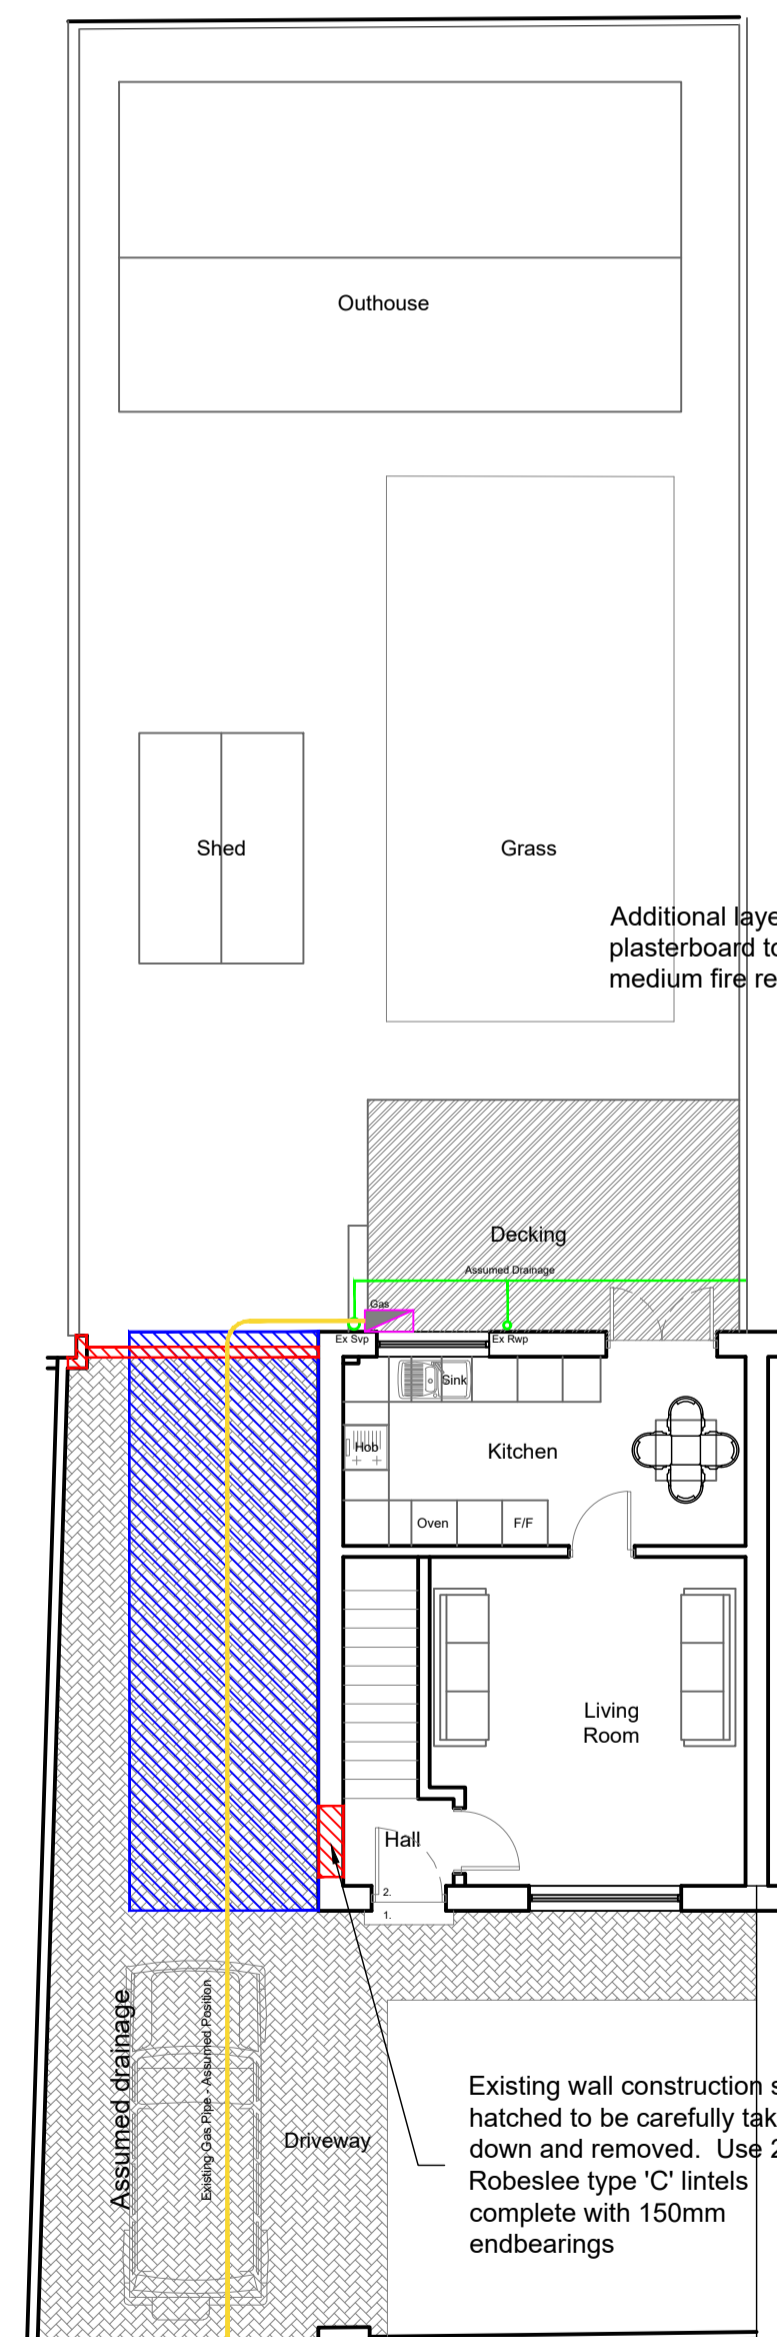 Outhouse
Shed
Grass
Additional laye
plasterboard to
medium fire re
Decking
Assumed Drainage
Gas
Ex Svp
Ex Rwp
Sink
Hob
Kitchen
Oven
F/F
Living
Room
Hall
2.
1.
Assumed drainage
Existing Gas Pipe - Assumed Position
Driveway
Existing wall construction s
hatched to be carefully tak
down and removed. Use 2
Robeslee type 'C' lintels
complete with 150mm
endbearings